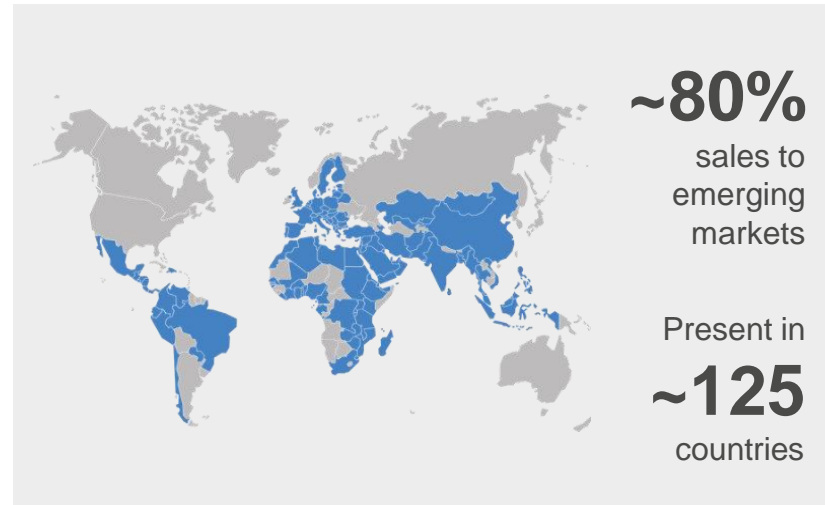 ~80%
sales to
emerging
markets
Present in
~125
countries